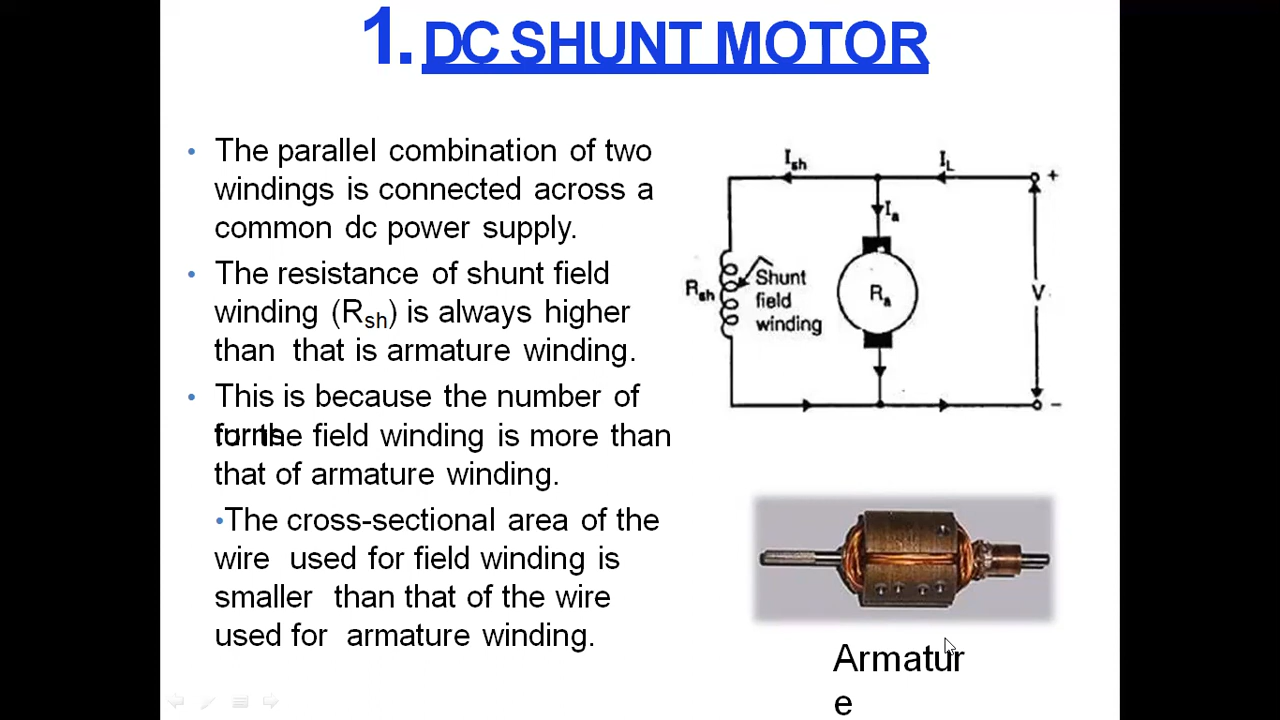 1. DC SHUNT MOTOR
• The parallel combination of two
windings is connected across a
common dc power supply.
• The resistance of shunt field
winding (Rsh) is always higher
than that is armature winding.
• This is because the number of
turns
for the field winding is more than
that of armature winding.
•The cross-sectional area of the
wire used for field winding is
smaller than that of the wire
used for armature winding.
Ish
IL
+
Ia
Rsh
Shunt
field
winding
Ra
V
–
Armatur
e